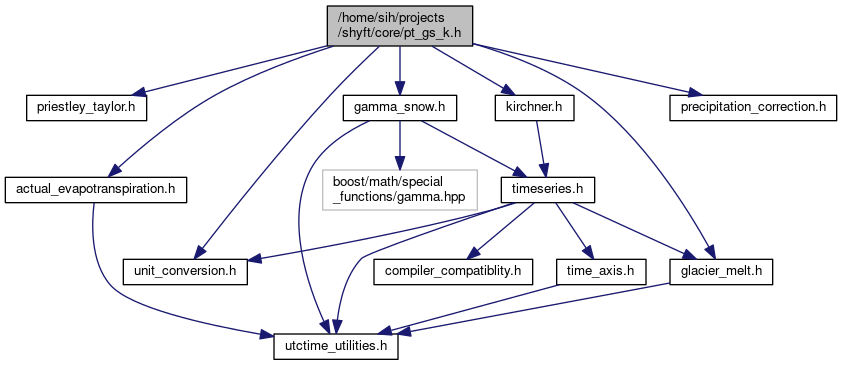 /home/sih/projects
/shyft/core/pt_gs_k.h
priestley_taylor.h
gamma_snow.h
kirchner.h
precipitation_correction.h
actual_evapotranspiration.h
boost/math/special
_functions/gamma.hpp
timeseries.h
unit_conversion.h
compiler_compatiblity.h
time_axis.h
glacier_melt.h
utctime_utilities.h